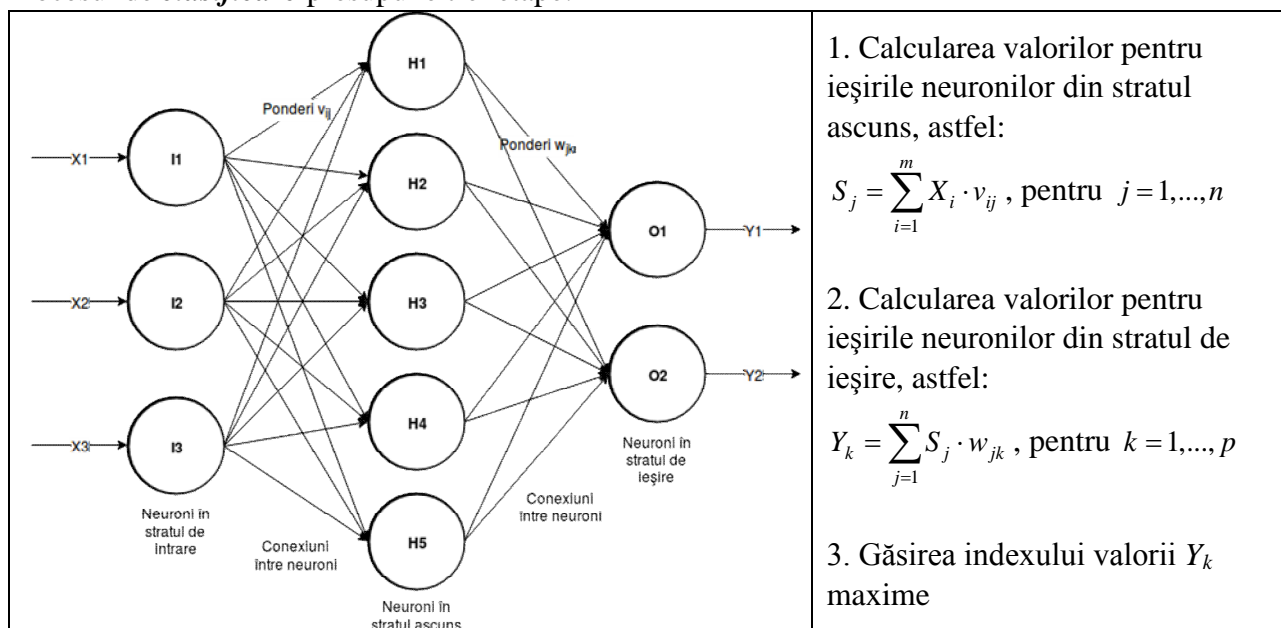 H1
Ponderi vij
Ponderi wjk
X1
I1
H2
O1
Y1
X2
I2
H3
O2
Y2
X3
I3
H4
Neuroni în
stratul de
ieşire
Neuroni în
stratul de
intrare
Conexiuni
între neuroni
Conexiuni
între neuroni
H5
Neuroni în
stratul ascuns
1. Calcularea valorilor pentru
ieşirile neuronilor din stratul
ascuns, astfel:
S_j = ∑_{i=1}^{m} X_i · v_{ij} , pentru j = 1,...,n
2. Calcularea valorilor pentru
ieşirile neuronilor din stratul de
ieşire, astfel:
Y_k = ∑_{j=1}^{n} S_j · w_{jk} , pentru k = 1,..., p
3. Găsirea indexului valorii Y_k
maxime